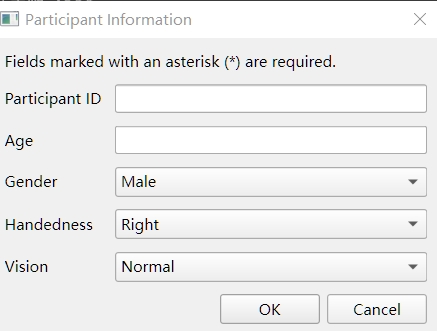 Participant Information
Fields marked with an asterisk (*) are required.
Participant ID
Age
Gender Male
Handedness Right
Vision Normal
OK Cancel